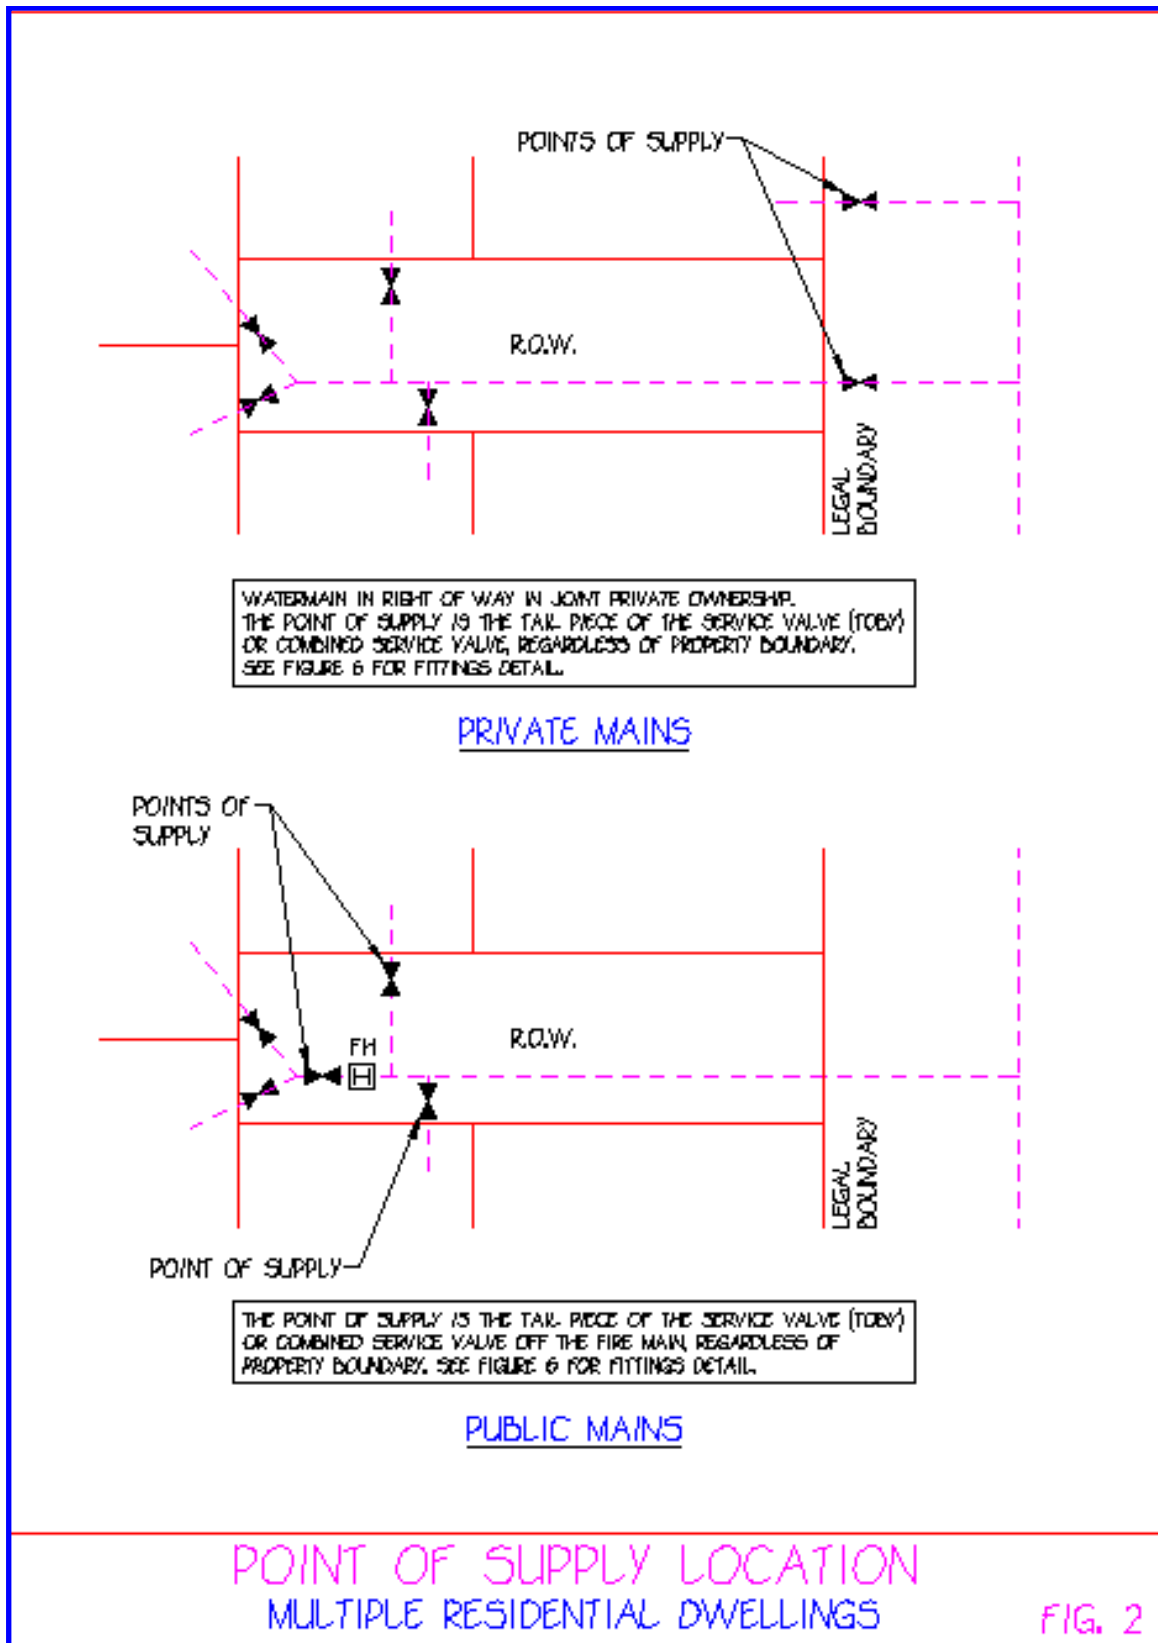 POINTS OF SUPPLY
R.O.W.
LEGAL
BOUNDARY
WATERMAIN IN RIGHT OF WAY IN JOINT PRIVATE OWNERSHIP.
THE POINT OF SUPPLY IS THE TAIL PIECE OF THE SERVICE VALVE (TOBY)
OR COMBINED SERVICE VALVE, REGARDLESS OF PROPERTY BOUNDARY.
SEE FIGURE 6 FOR FITTINGS DETAIL.
PRIVATE MAINS
POINTS OF
SUPPLY
R.O.W.
FH
H
LEGAL
BOUNDARY
POINT OF SUPPLY
THE POINT OF SUPPLY IS THE TAIL PIECE OF THE SERVICE VALVE (TOBY)
OR COMBINED SERVICE VALVE OFF THE FIRE MAIN, REGARDLESS OF
PROPERTY BOUNDARY. SEE FIGURE 6 FOR FITTINGS DETAIL.
PUBLIC MAINS
POINT OF SUPPLY LOCATION
MULTIPLE RESIDENTIAL DWELLINGS
FIG. 2